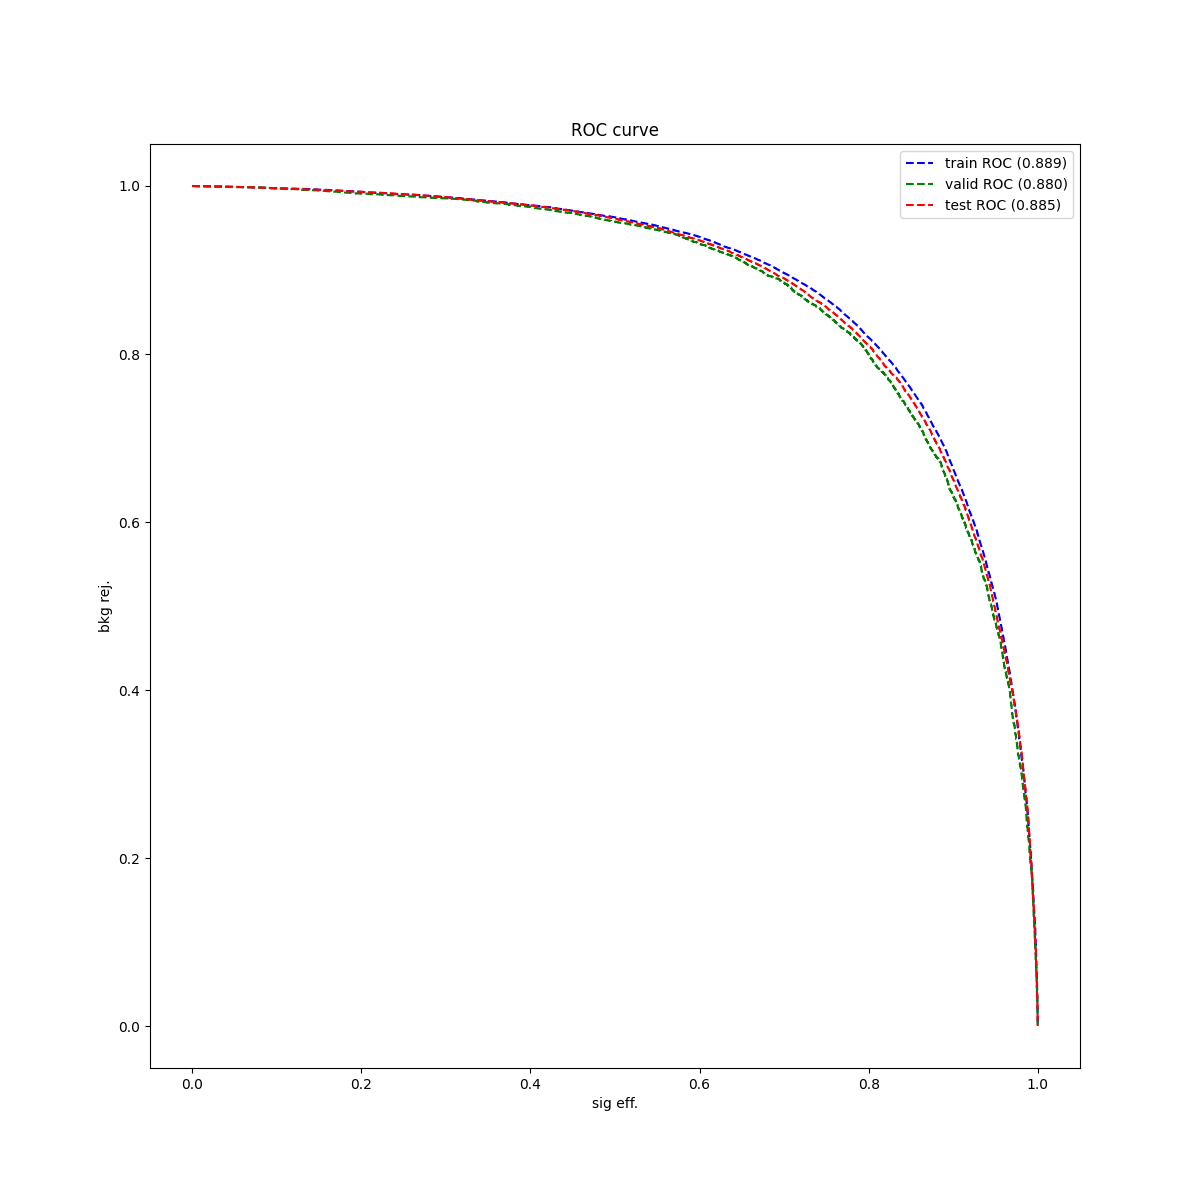 ROC curve
train ROC (0.889)
valid ROC (0.880)
test ROC (0.885)
1.0
0.8
0.6
0.4
0.2
0.0
bkg rej.
0.0 0.2 0.4 0.6 0.8 1.0
sig eff.